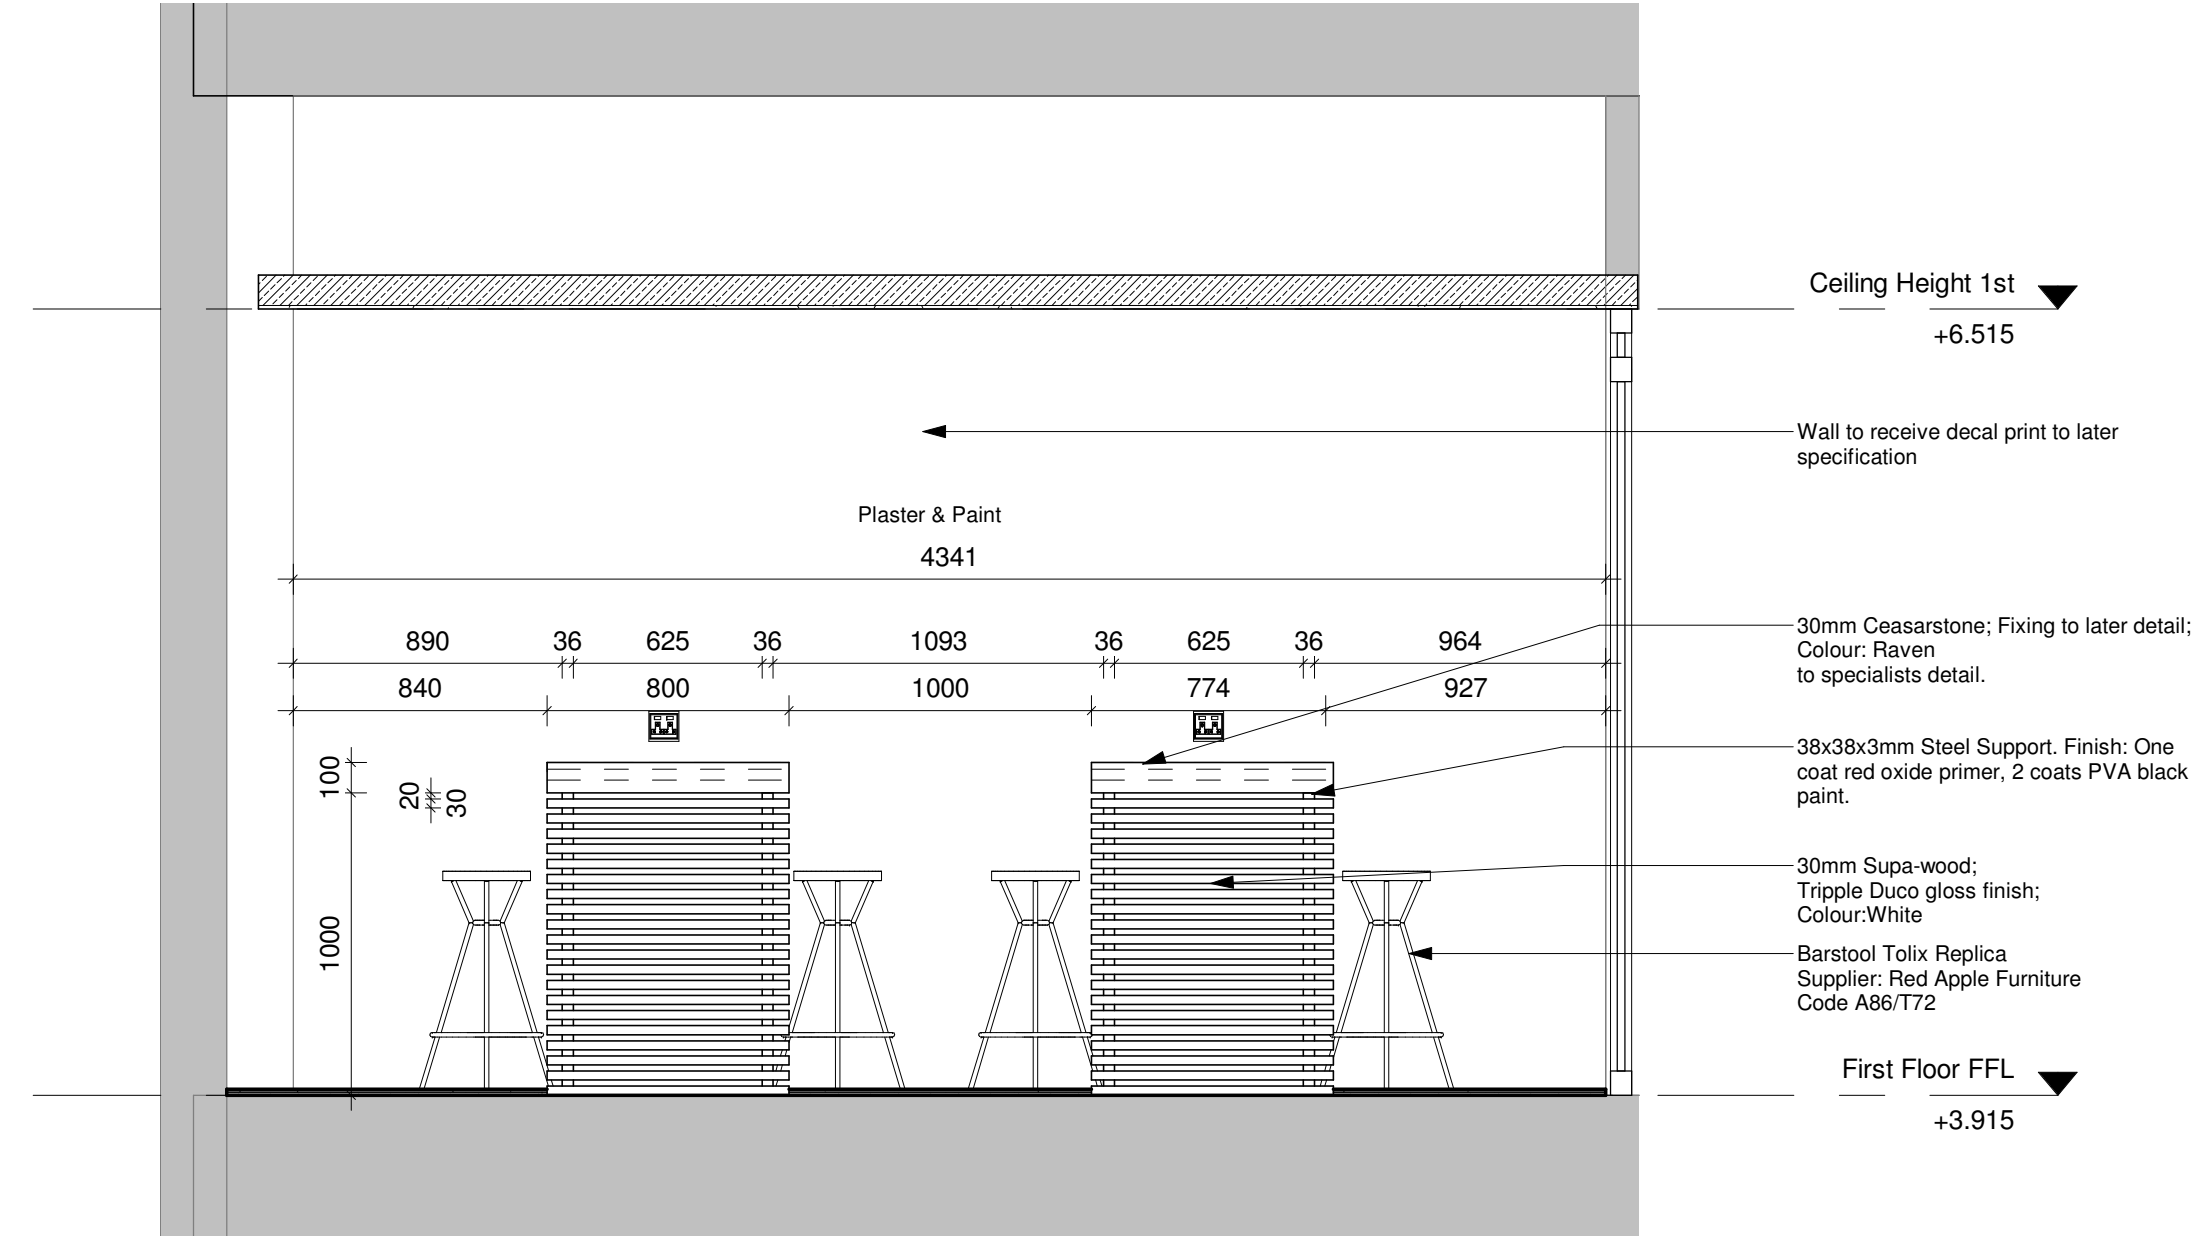 Ceiling Height 1st
+6.515
Wall to receive decal print to later
specification
Plaster & Paint
4341
890 36 625 36 1093 36 625 36 964
840 800 1000 774 927
30mm Ceasarstone; Fixing to later detail;
Colour: Raven
to specialists detail.
38x38x3mm Steel Support. Finish: One
coat red oxide primer, 2 coats PVA black
paint.
100
20
30
1000
30mm Supa-wood;
Tripple Duco gloss finish;
Colour:White
Barstool Tolix Replica
Supplier: Red Apple Furniture
Code A86/T72
First Floor FFL
+3.915